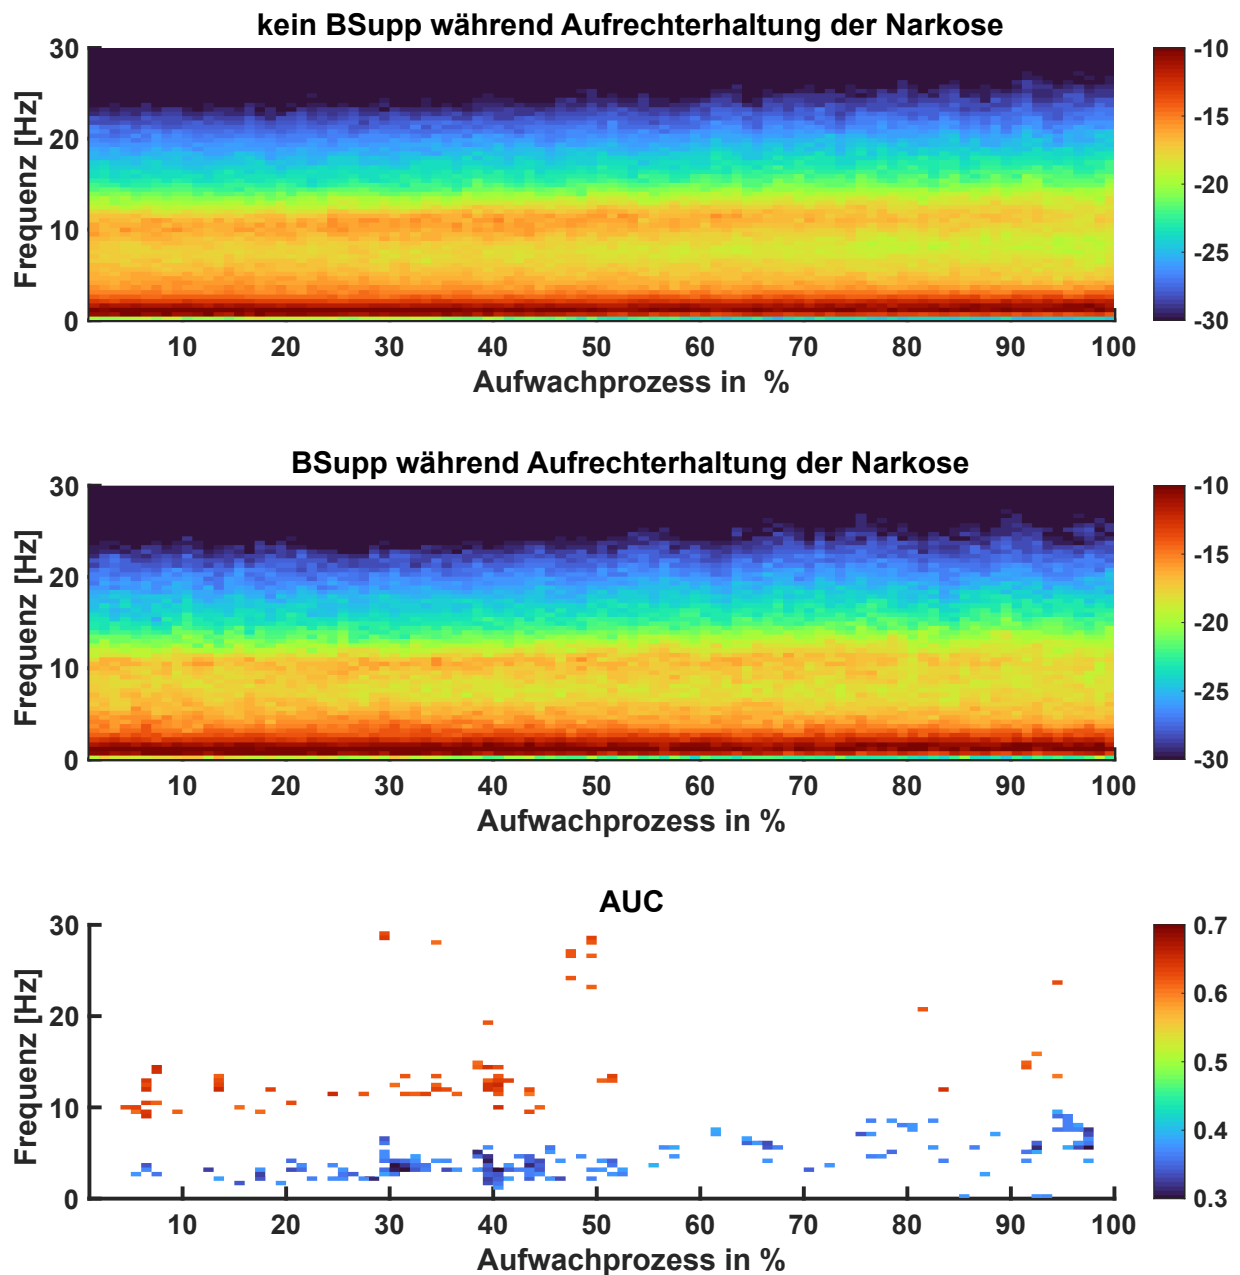 kein BSupp während Aufrechterhaltung der Narkose
30
20
10
0
Frequenz [Hz]
10 20 30 40 50 60 70 80 90 100
Aufwachprozess in %
-10
-15
-20
-25
-30
BSupp während Aufrechterhaltung der Narkose
30
20
10
0
Frequenz [Hz]
10 20 30 40 50 60 70 80 90 100
Aufwachprozess in %
-10
-15
-20
-25
-30
AUC
30
20
10
0
Frequenz [Hz]
10 20 30 40 50 60 70 80 90 100
Aufwachprozess in %
0.7
0.6
0.5
0.4
0.3